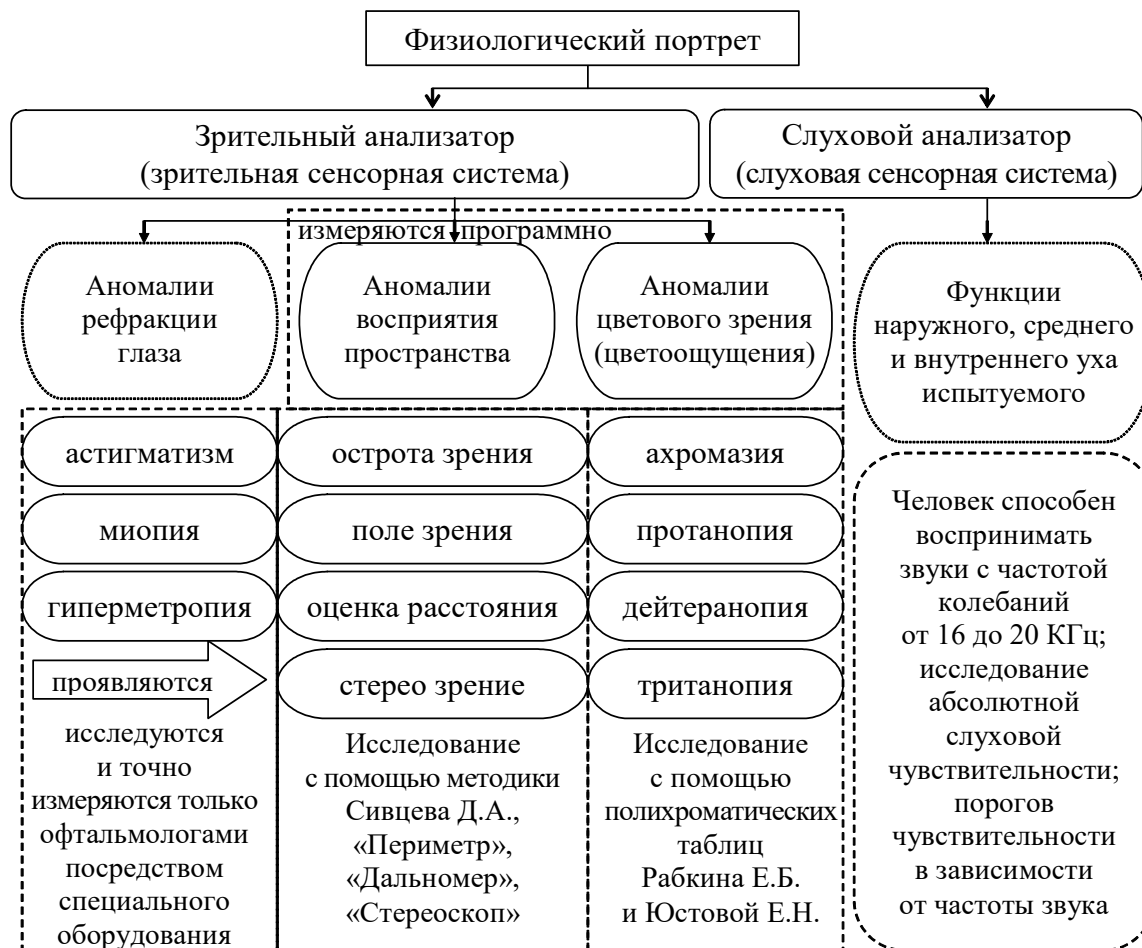 Физиологический портрет
Зрительный анализатор
(зрительная сенсорная система)
Слуховой анализатор
(слуховая сенсорная система)
измеряются программно
Аномалии
рефракции
глаза
Аномалии
восприятия
пространства
Аномалии
цветового зрения
(цветоощущения)
Функции
наружного, среднего
и внутреннего уха
испытуемого
астигматизм
миопия
гиперметропия
проявляются
исследуются
и точно
измеряются только
офтальмологами
посредством
специального
оборудования
острота зрения
поле зрения
оценка расстояния
стерео зрение
Исследование
с помощью методики
Сивцева Д.А.,
«Периметр»,
«Дальномер»,
«Стереоскоп»
ахромазия
протанопия
дейтеранопия
тританопия
Исследование
с помощью
полихроматических
таблиц
Рабкина Е.Б.
и Юстовой Е.Н.
Человек способен
воспринимать
звуки с частотой
колебаний
от 16 до 20 КГц;
исследование
абсолютной
слуховой
чувствительности;
порогов
чувствительности
в зависимости
от частоты звука